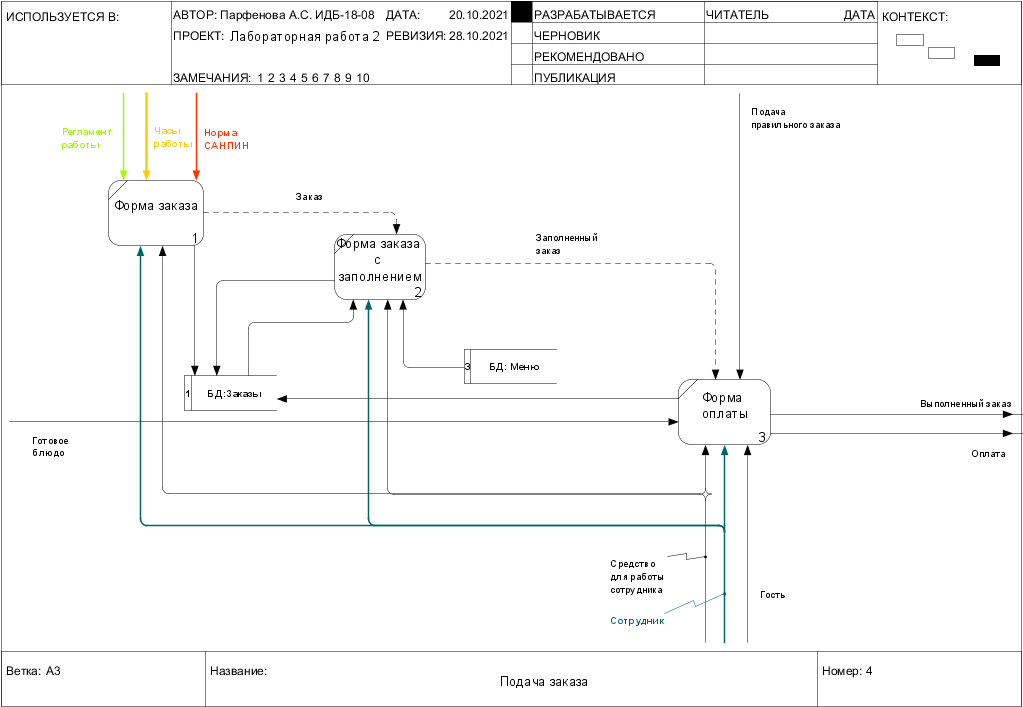 ИСПОЛЬЗУЕТСЯ В:
АВТОР: Парфенова А.С. ИДБ-18-08 ДАТА: 20.10.2021
РАЗРАБАТЫВАЕТСЯ
ЧИТАТЕЛЬ ДАТА
КОНТЕКСТ:
ПРОЕКТ: Лабораторная работа 2 РЕВИЗИЯ: 28.10.2021
ЧЕРНОВИК
РЕКОМЕНДОВАНО
ЗАМЕЧАНИЯ: 1 2 3 4 5 6 7 8 9 10
ПУБЛИКАЦИЯ
Регламент
работы
Часы
работы
Норма
САНПИН
Подача
правильного заказа
Форма заказа
1
Заказ
Форма заказа
с
заполнением
2
Заполненный
заказ
3 БД: Меню
1 БД:Заказы
Форма
оплаты
3
Выполненный заказ
Готовое
блюдо
Оплата
Средство
для работы
сотрудника
Гость
Сотрудник
Ветка: A3
Название:
Подача заказа
Номер: 4